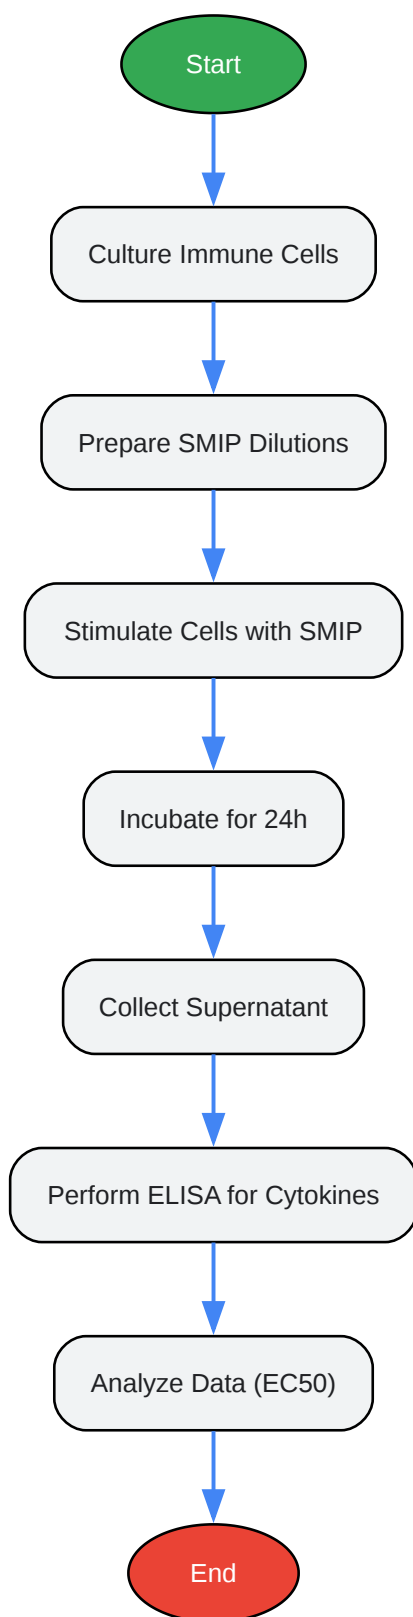 Start
Culture Immune Cells
Prepare SMIP Dilutions
Stimulate Cells with SMIP
Incubate for 24h
Collect Supernatant
Perform ELISA for Cytokines
Analyze Data (EC50)
End